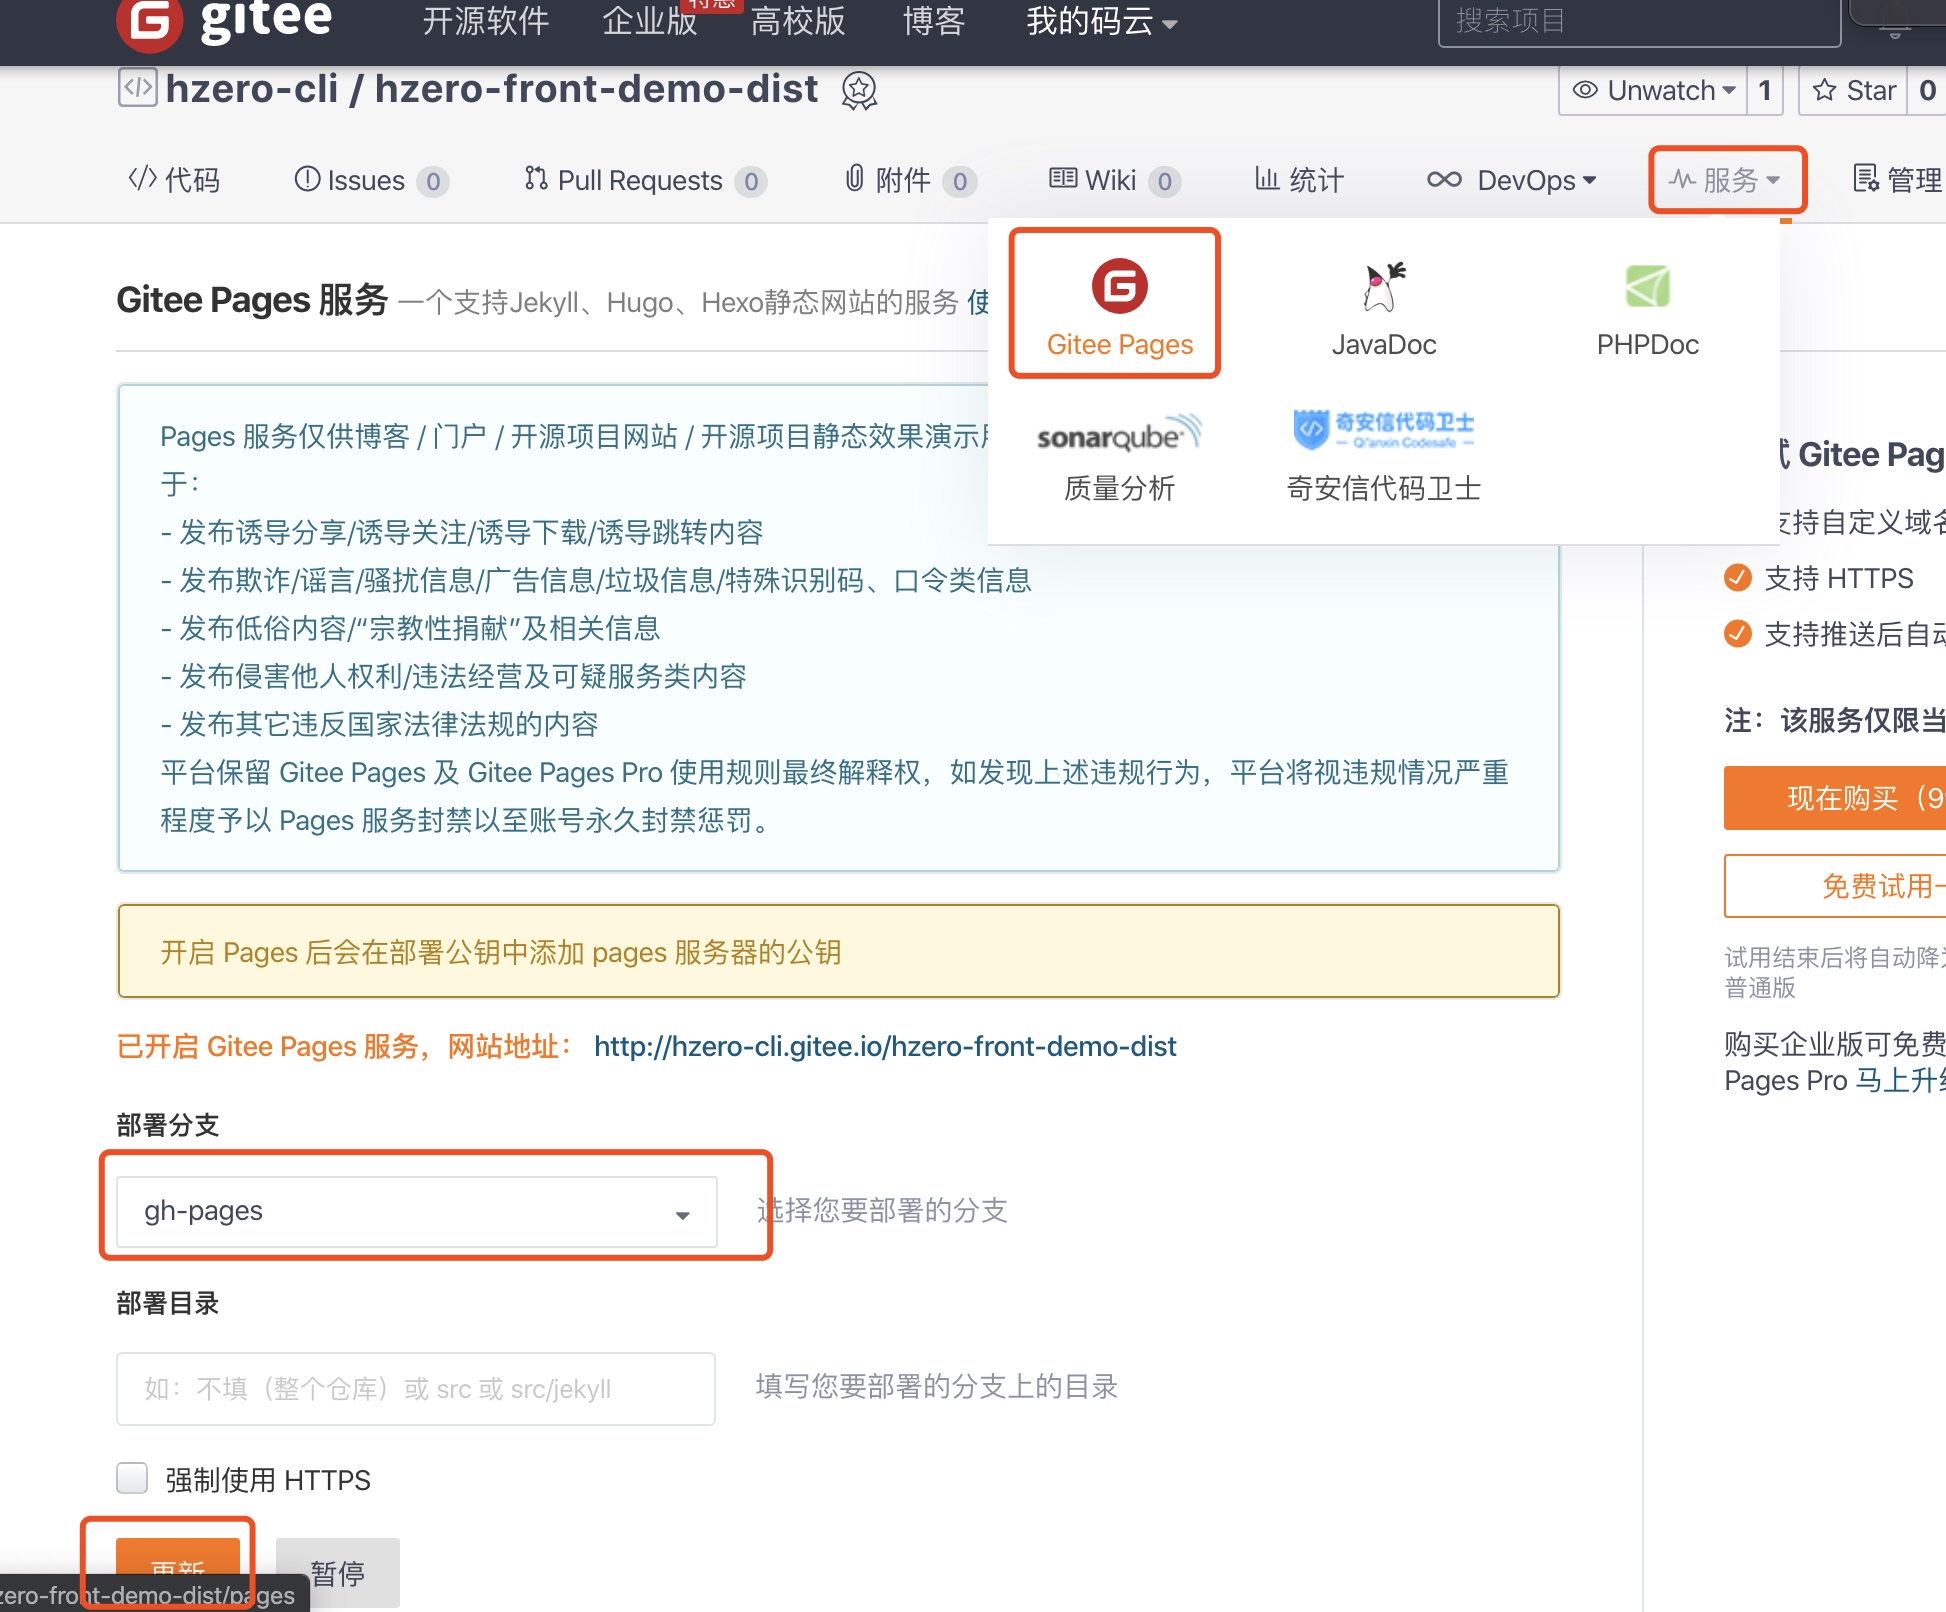 gitee 开源软件 企业版 特惠 高校版 博客 我的码云 搜索项目
hzero-cli / hzero-front-demo-dist Unwatch 1 Star 0
代码 Issues 0 Pull Requests 0 附件 0 Wiki 0 统计 DevOps 服务 管理
Gitee Pages 服务 一个支持Jekyll、Hugo、Hexo静态网站的服务 使
Gitee Pages JavaDoc PHPDoc
sonarqube 奇安信代码卫士
Qi'anxin Codesafe
质量分析 奇安信代码卫士
Pages 服务仅供博客 / 门户 / 开源项目网站 / 开源项目静态效果演示
于：
- 发布诱导分享/诱导关注/诱导下载/诱导跳转内容
- 发布欺诈/谣言/骚扰信息/广告信息/垃圾信息/特殊识别码、口令类信息
- 发布低俗内容/“宗教性捐献”及相关信息
- 发布侵害他人权利/违法经营及可疑服务类内容
- 发布其它违反国家法律法规的内容
平台保留 Gitee Pages 及 Gitee Pages Pro 使用规则最终解释权，如发现上述违规行为，平台将视违规情况严重
程度予以 Pages 服务封禁以至账号永久封禁惩罚。
开启 Pages 后会在部署公钥中添加 pages 服务器的公钥
已开启 Gitee Pages 服务，网站地址： http://hzero-cli.gitee.io/hzero-front-demo-dist
部署分支
gh-pages 选择您要部署的分支
部署目录
如：不填（整个仓库）或 src 或 src/jekyll 填写您要部署的分支上的目录
强制使用 HTTPS
更新 暂停
zero-front-demo-dist/pages
试 Gitee Pag
支持自定义域名
支持 HTTPS
支持推送后自动
注：该服务仅限当
现在购买（9
免费试用一
试用结束后将自动降为
普通版
购买企业版可免费
Pages Pro 马上升级